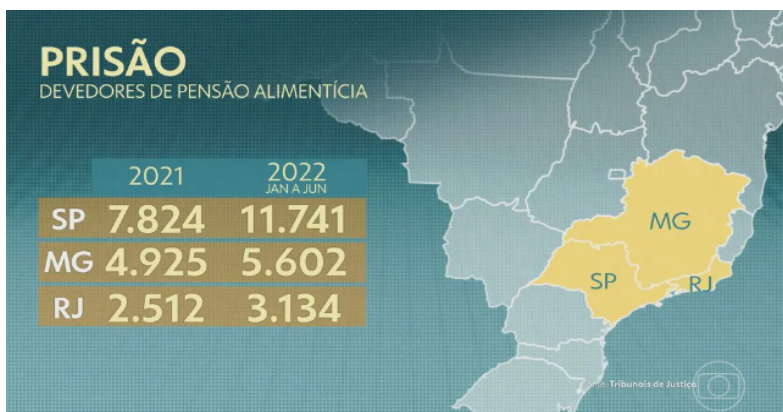 PRISÃO
DEVEDORES DE PENSÃO ALIMENTÍCIA
2021 2022
JAN A JUN
SP 7.824 11.741
MG 4.925 5.602
RJ 2.512 3.134
MG
SP
RJ
Fonte: Tribunais de Justiça